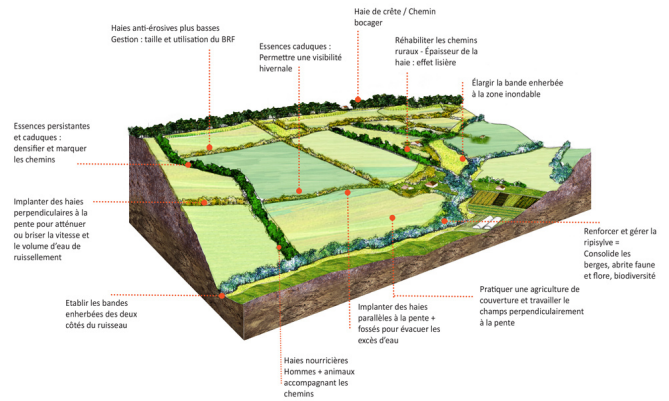 Haie de crête / Chemin
bocager
Haies anti-érosives plus basses
Gestion : taille et utilisation du BRF
Essences caduques :
Permettre une visibilité
hivernale
Réhabiliter les chemins
ruraux - Épaisseur de la
haie : effet lisière
Élargir la bande enherbée
à la zone inondable
Essences persistantes
et caduques :
densifier et marquer
les chemins
Implanter des haies
perpendiculaires à la
pente pour atténuer
ou briser la vitesse et
le volume d'eau de
ruissellement
Renforcer et gérer la
ripisylve =
Consolide les
berges, abrite faune
et flore, biodiversité
Etablir les bandes
enherbées des deux
côtés du ruisseau
Implanter des haies
parallèles à la pente +
fossés pour évacuer les
excès d'eau
Pratiquer une agriculture de
couverture et travailler le
champs perpendiculairement
à la pente
Haies nourricières
Hommes + animaux
accompagnant les
chemins